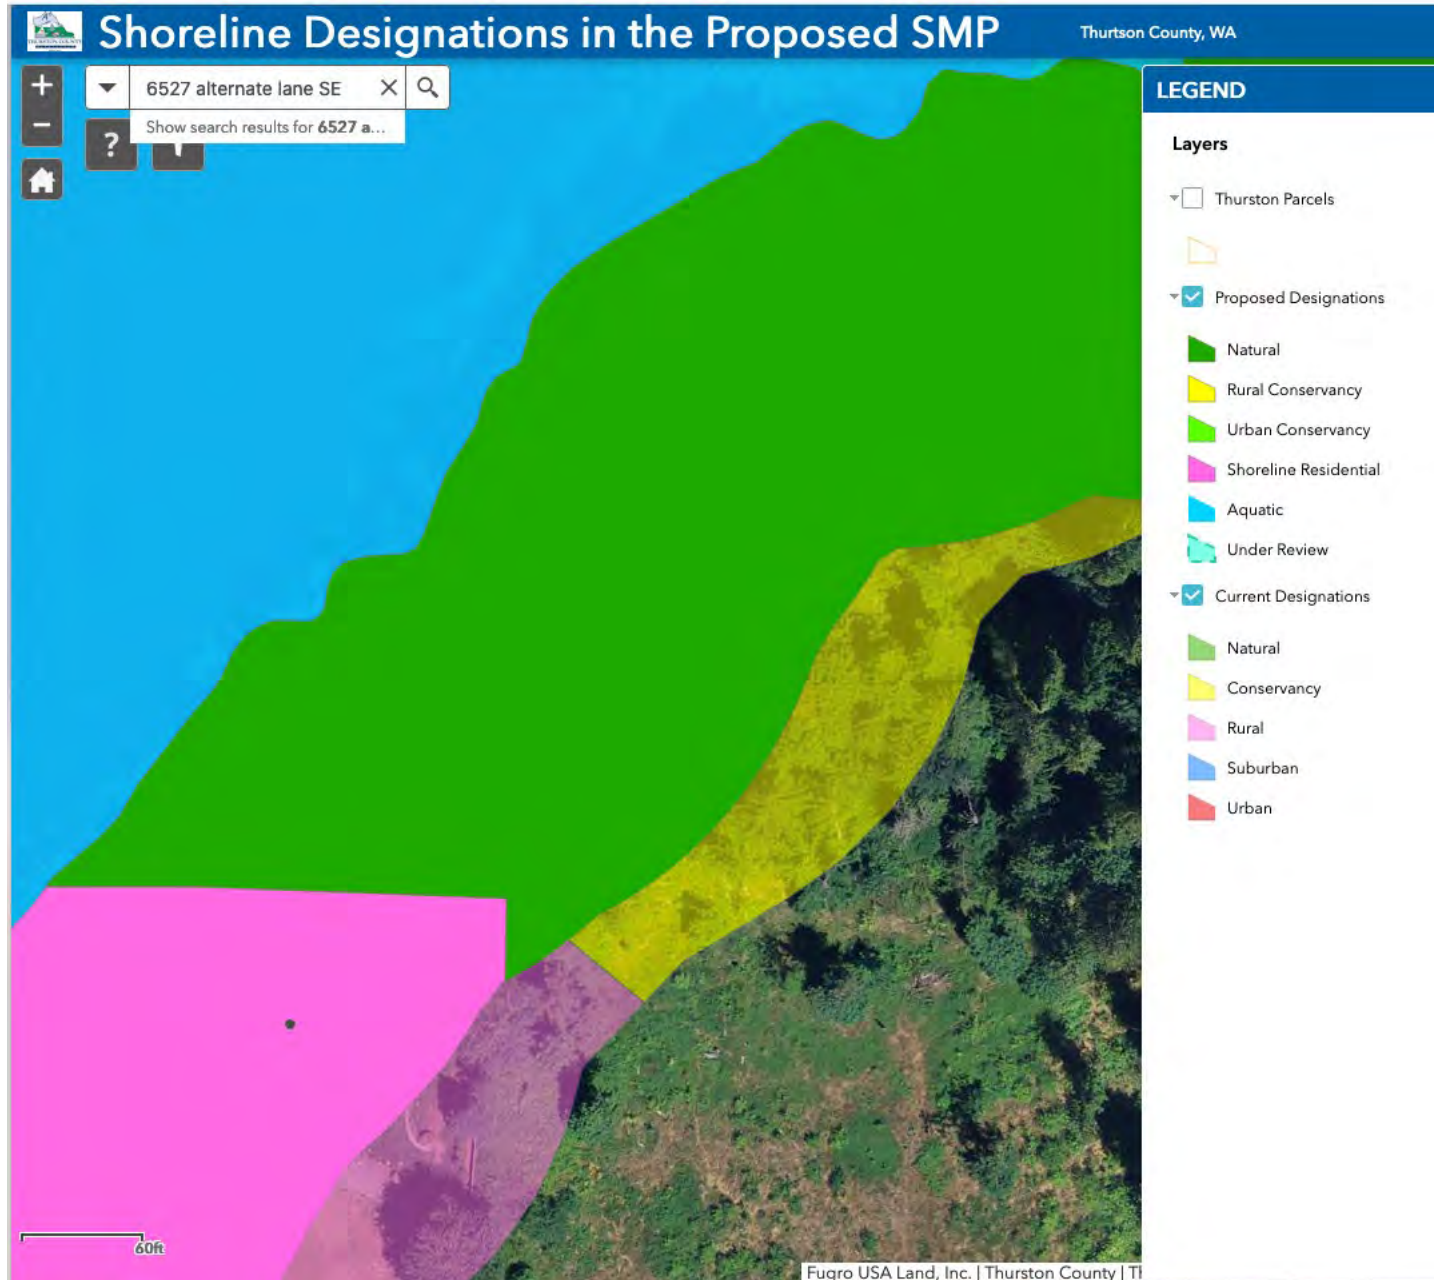 Shoreline Designations in the Proposed SMP
Thurtson County, WA
+
6527 alternate lane SE
−
Show search results for 6527 a...
?
LEGEND
Layers
Thurston Parcels
Proposed Designations
Natural
Rural Conservancy
Urban Conservancy
Shoreline Residential
Aquatic
Under Review
Current Designations
Natural
Conservancy
Rural
Suburban
Urban
60ft
Fugro USA Land, Inc. | Thurston County | Th